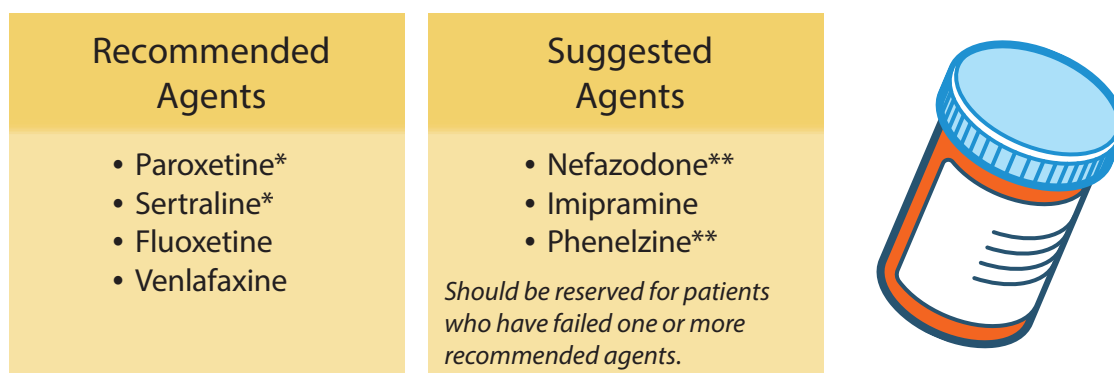 Recommended
Agents
• Paroxetine*
• Sertraline*
• Fluoxetine
• Venlafaxine
Suggested
Agents
• Nefazodone**
• Imipramine
• Phenelzine**
Should be reserved for patients
who have failed one or more
recommended agents.